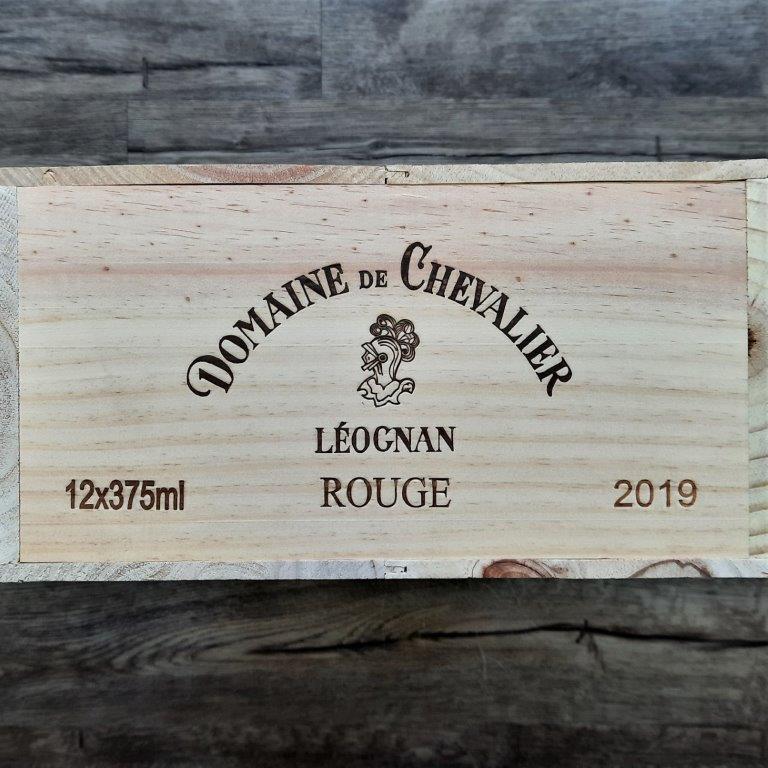 DOMAINE DE CHEVALIER
LÉOGNAN
12x375ml ROUGE 2019